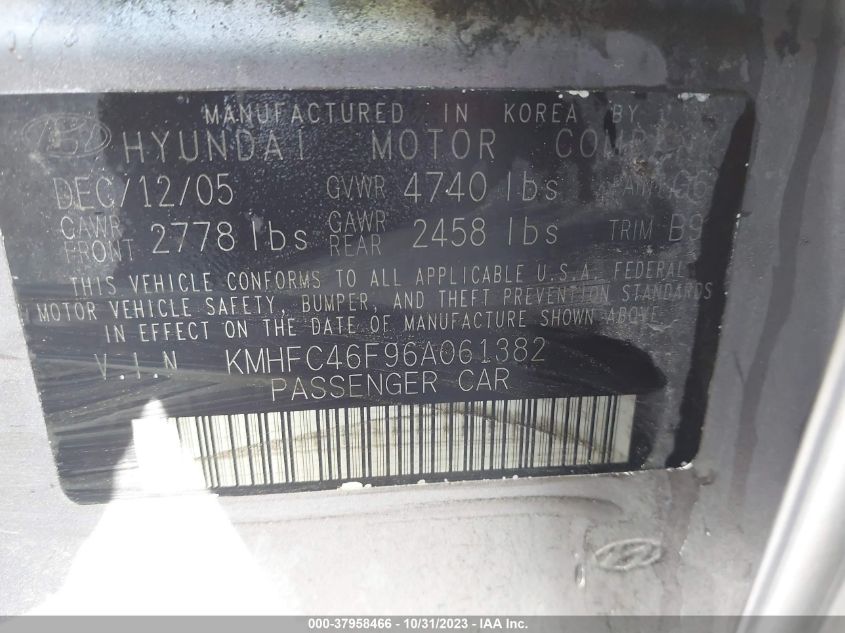 MANUFACTURED IN KOREA BY
HYUNDAI MOTOR
DEC/12/05 GVWR 4740 lbs
GAWR FRONT 2778 lbs GAWR REAR 2458 lbs TRIM B9
THIS VEHICLE CONFORMS TO ALL APPLICABLE U.S.A. FEDERAL
MOTOR VEHICLE SAFETY, BUMPER, AND THEFT PREVENTION STANDARDS
IN EFFECT ON THE DATE OF MANUFACTURE SHOWN ABOVE.
V.I.N KMHFC46F96A061382
PASSENGER CAR
000-37958466 - 10/31/2023 - IAA Inc.